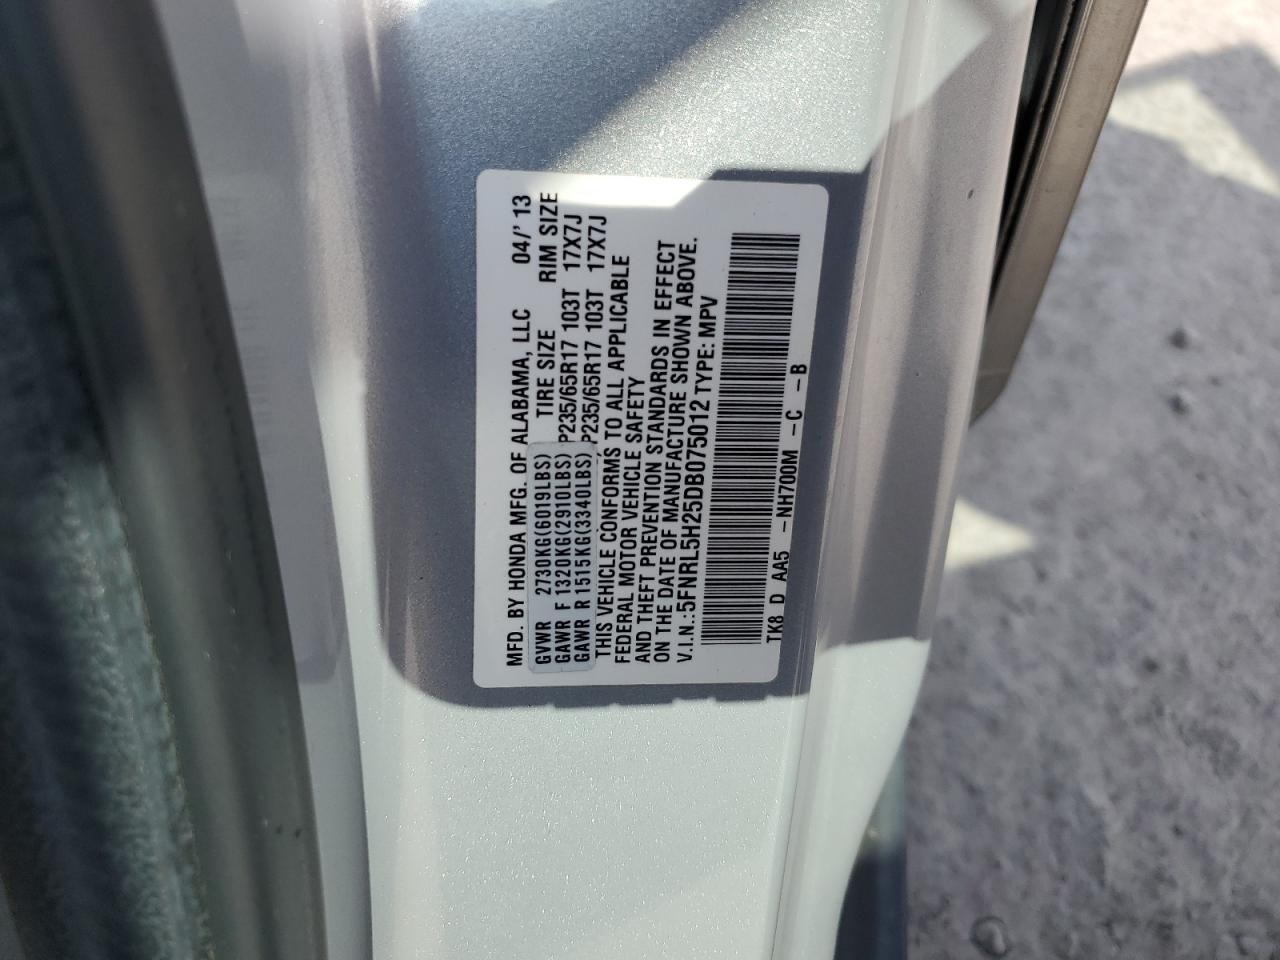 MFD. BY HONDA MFG. OF ALABAMA, LLC 04/' 13
GVWR 2730KG(6019LBS) TIRE SIZE RIM SIZE
GAWR F 1320KG(2910LBS) P235/65R17 103T 17X7J
GAWR R 1515KG(3340LBS) P235/65R17 103T 17X7J
THIS VEHICLE CONFORMS TO ALL APPLICABLE
FEDERAL MOTOR VEHICLE SAFETY
AND THEFT PREVENTION STANDARDS IN EFFECT
ON THE DATE OF MANUFACTURE SHOWN ABOVE.
V.I.N.:5FNRL5H25DB075012 TYPE: MPV
TK8 D AA5 -NH700M -C -B